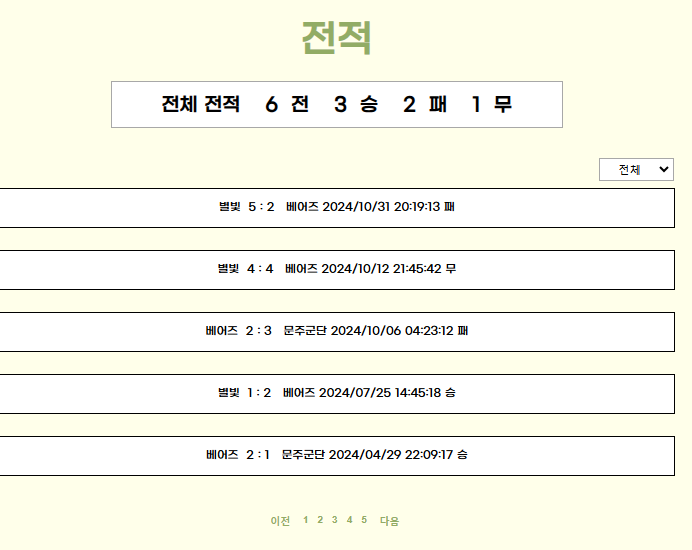 전적
전체 전적 6 전 3 승 2 패 1 무
전체
별빛 5 : 2 베어즈 2024/10/31 20:19:13 패
별빛 4 : 4 베어즈 2024/10/12 21:45:42 무
베어즈 2 : 3 문주군단 2024/10/06 04:23:12 패
별빛 1 : 2 베어즈 2024/07/25 14:45:18 승
베어즈 2 : 1 문주군단 2024/04/29 22:09:17 승
이전 1 2 3 4 5 다음